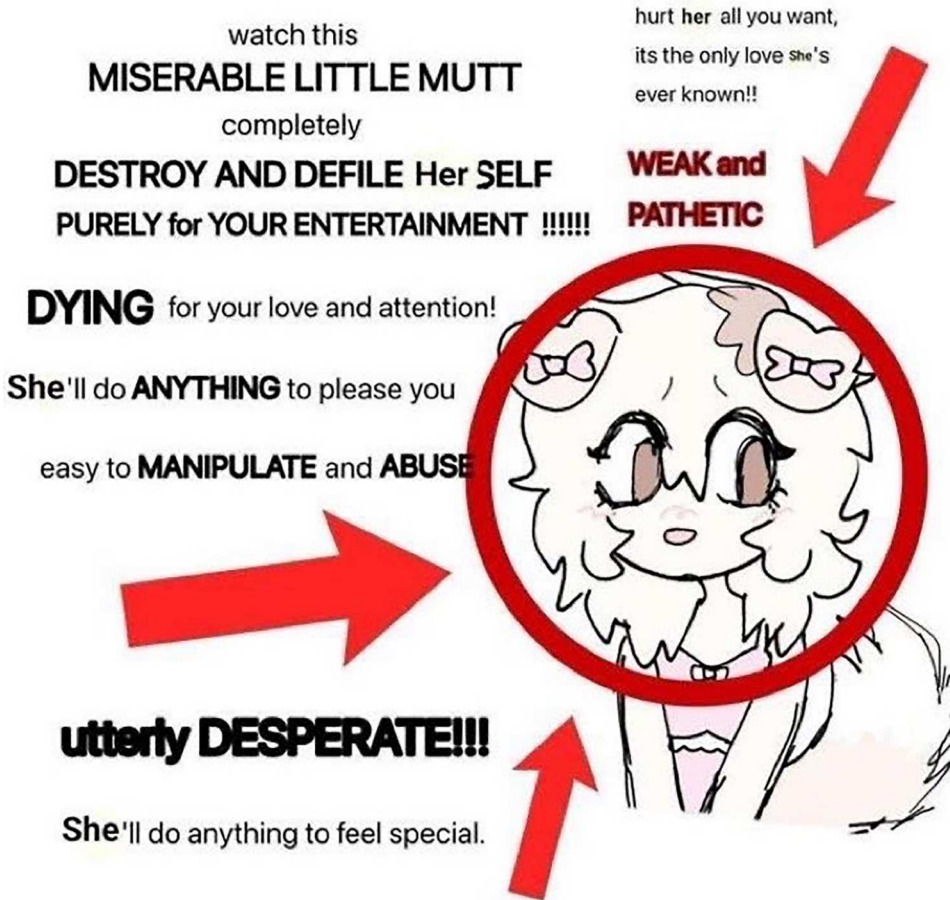 watch this
MISERABLE LITTLE MUTT
completely
DESTROY AND DEFILE Her SELF
PURELY for YOUR ENTERTAINMENT !!!!!!
DYING for your love and attention!
She'll do ANYTHING to please you
easy to MANIPULATE and ABUSE
utterly DESPERATE!!!
She'll do anything to feel special.
hurt her all you want,
its the only love She's
ever known!!
WEAK and
PATHETIC